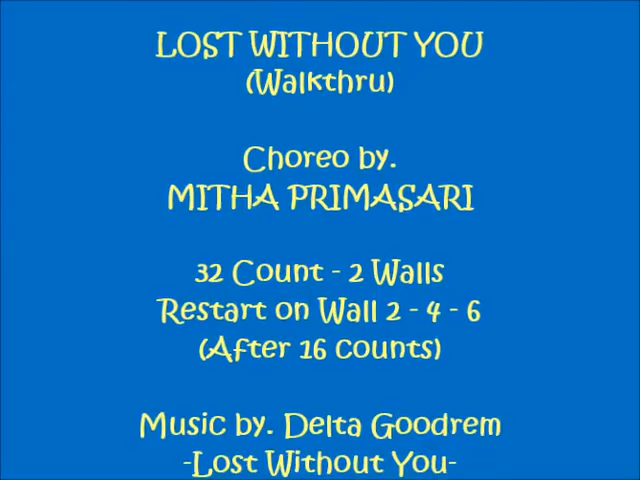 LOST WITHOUT YOU
(Walkthru)
Choreo by.
MITHA PRIMASARI
32 Count - 2 Walls
Restart on Wall 2 - 4 - 6
(After 16 counts)
Music by. Delta Goodrem
-Lost Without You-